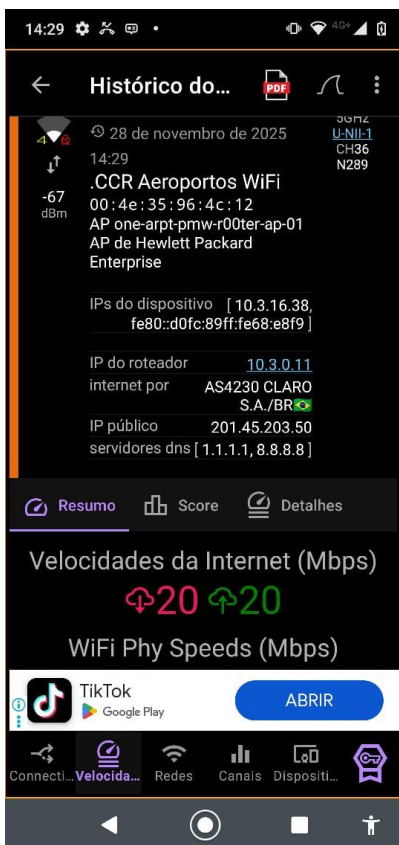 14:29
4G+
Histórico do...
PDF
5GHz
28 de novembro de 2025
U-NII-1
14:29
CH36
N289
.CCR Aeroportos WiFi
-67
dBm
00:4e:35:96:4c:12
AP one-arpt-pmw-r00ter-ap-01
AP de Hewlett Packard
Enterprise
IPs do dispositivo [ 10.3.16.38,
fe80::d0fc:89ff:fe68:e8f9 ]
IP do roteador 10.3.0.11
internet por AS4230 CLARO
S.A./BR
IP público 201.45.203.50
servidores dns [ 1.1.1.1, 8.8.8.8 ]
Resumo Score Detalhes
Velocidades da Internet (Mbps)
20 20
WiFi Phy Speeds (Mbps)
TikTok
Google Play
ABRIR
Connecti... Velocida... Redes Canais Dispositi...